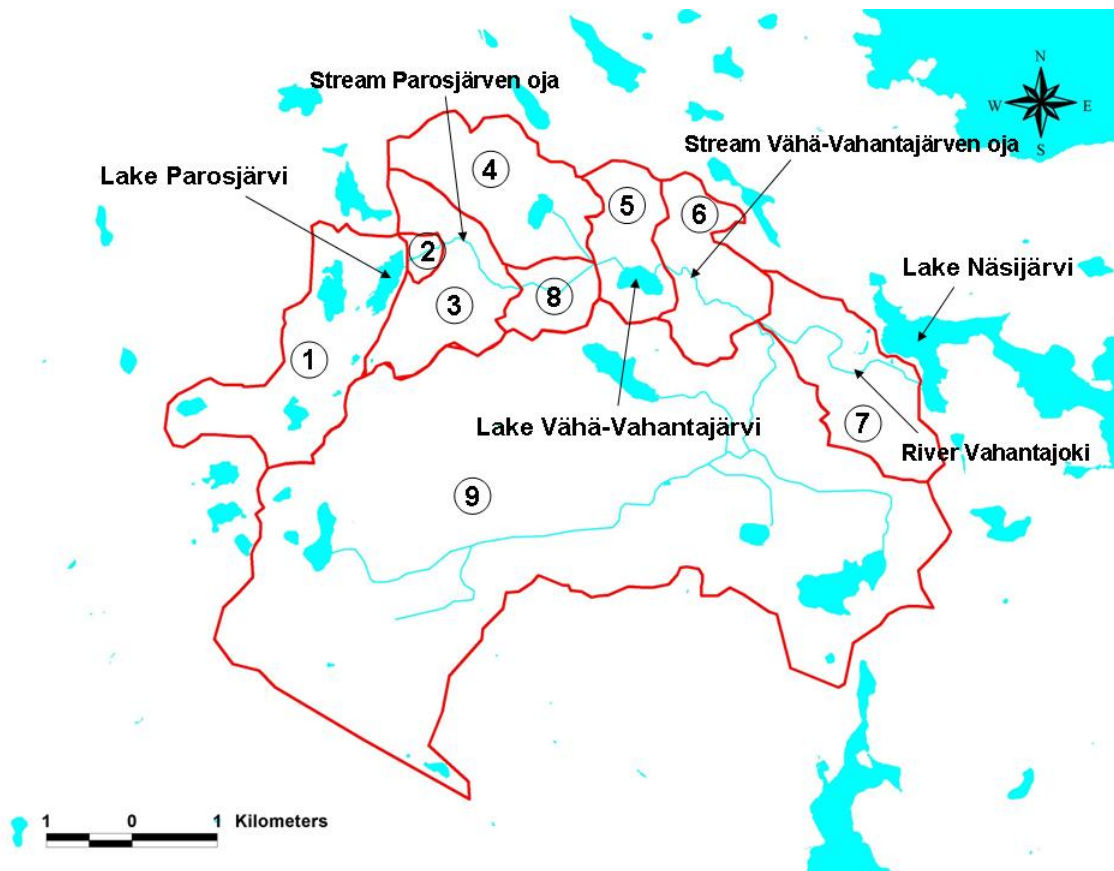 Stream Parosjärven oja
N
W
E
S
Stream Vähä-Vahantajärven oja
4
Lake Parosjärvi
5
6
2
Lake Näsijärvi
8
3
1
Lake Vähä-Vahantajärvi
7
River Vahantajoki
9
1 0 1 Kilometers